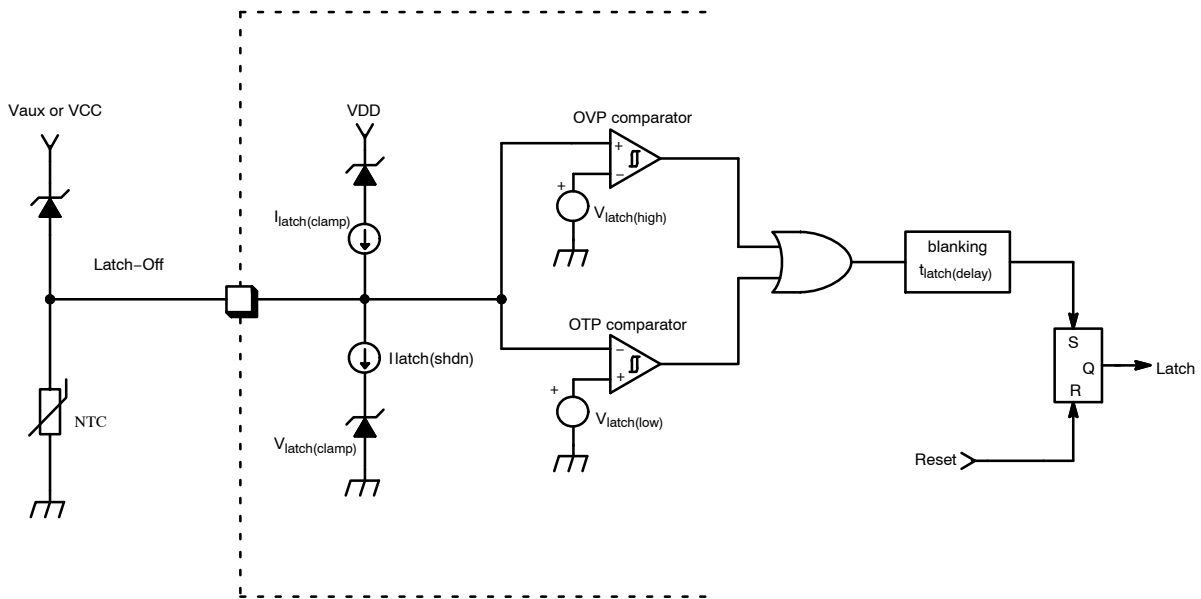 Vaux or VCC
VDD
OVP comparator
+
−
+
Vlatch(high)
Ilatch(clamp)
Latch−Off
blanking
tlatch(delay)
OTP comparator
−
+
+
Vlatch(low)
I latch(shdn)
NTC
Vlatch(clamp)
S
Q
R
Latch
Reset